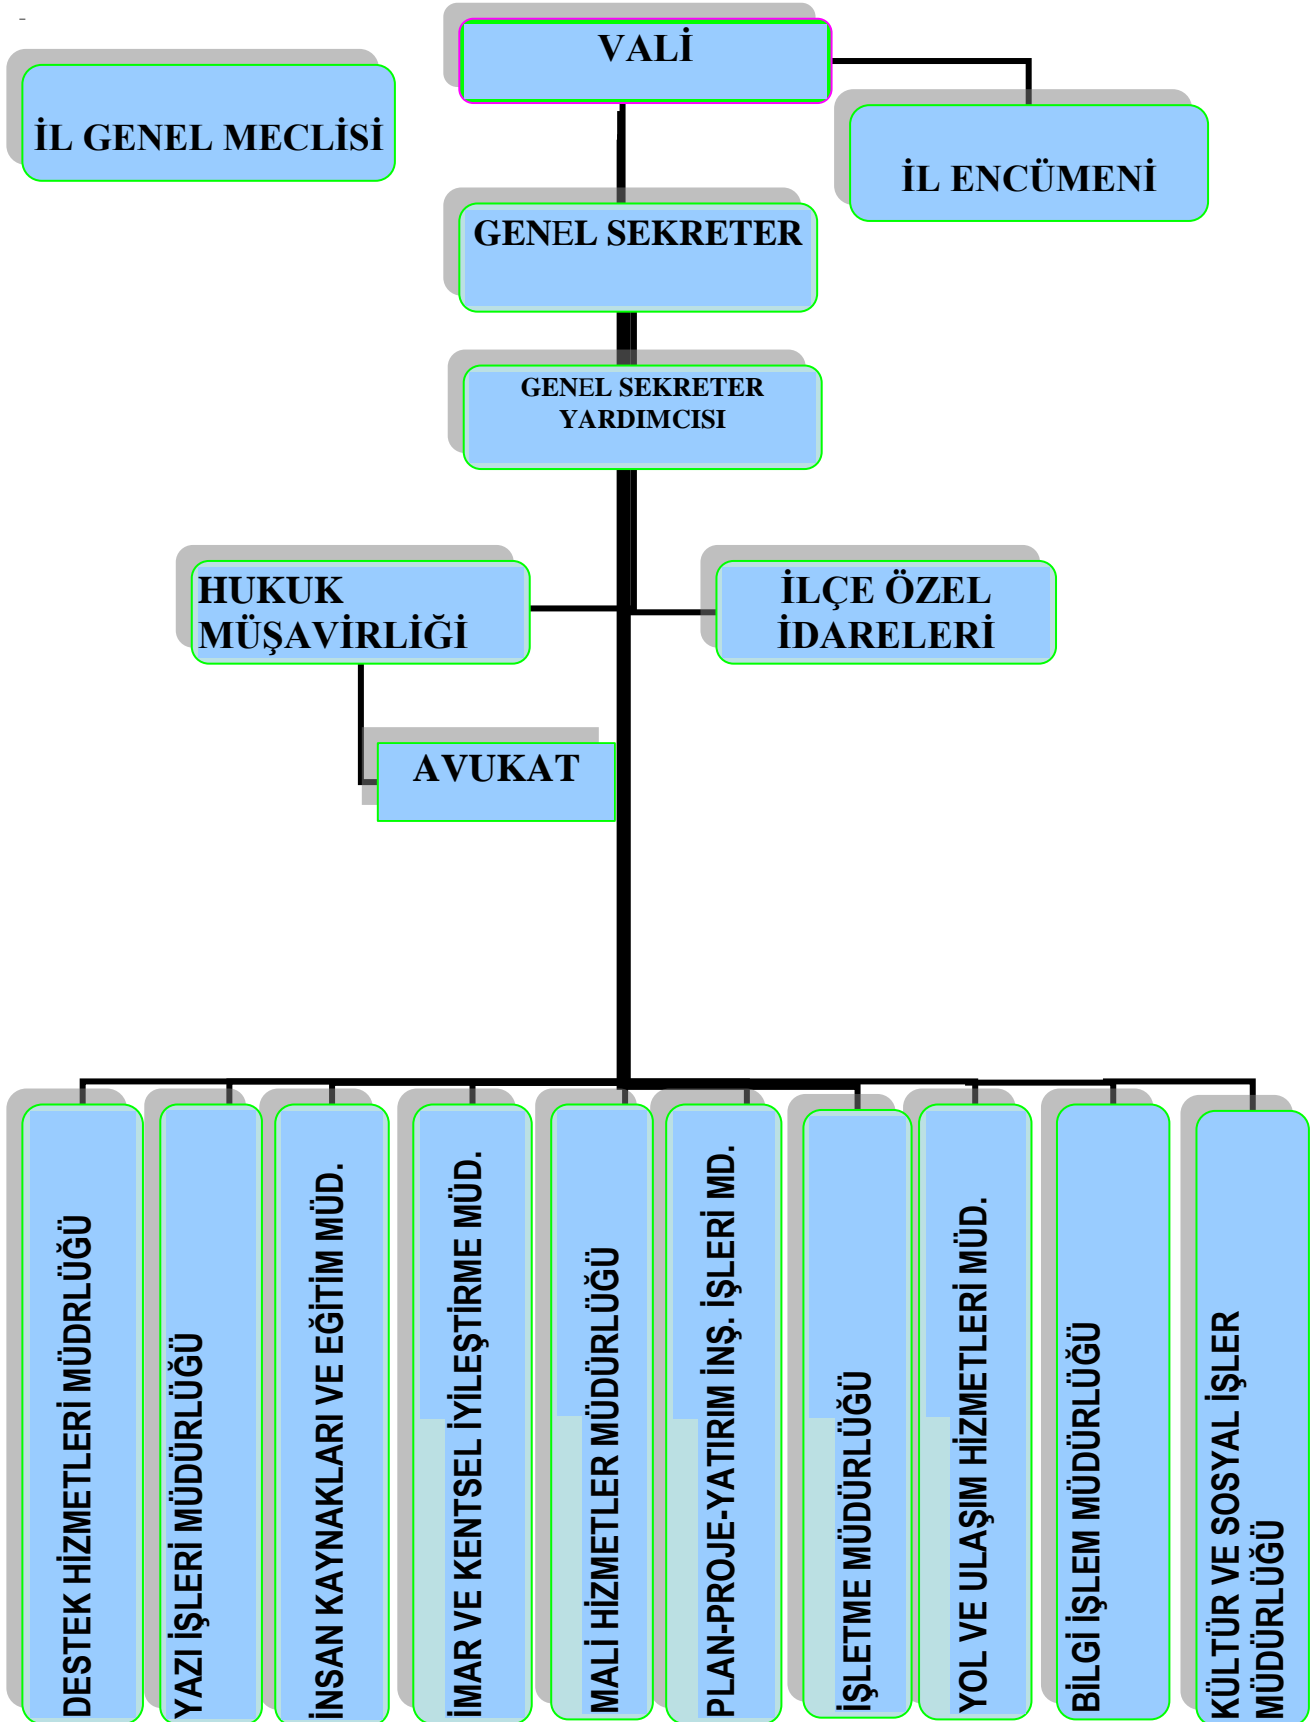 VALİ
İL GENEL MECLİSİ
İL ENCÜMENİ
GENEL SEKRETER
GENEL SEKRETER
YARDIMCISI
HUKUK
MÜŞAVİRLİĞİ
İLÇE ÖZEL
İDARELERİ
AVUKAT
DESTEK HİZMETLERİ MÜDRLÜĞÜ
YAZI İŞLERİ MÜDÜRLÜĞÜ
İNSAN KAYNAKLARI VE EĞİTİM MÜD.
İMAR VE KENTSEL İYİLEŞTİRME MÜD.
MALİ HİZMETLER MÜDÜRLÜĞÜ
PLAN-PROJE-YATIRIM İNŞ. İŞLERİ MD.
İŞLETME MÜDÜRLÜĞÜ
YOL VE ULAŞIM HİZMETLERİ MÜD.
BİLGİ İŞLEM MÜDÜRLÜĞÜ
KÜLTÜR VE SOSYAL İŞLER
MÜDÜRLÜĞÜ